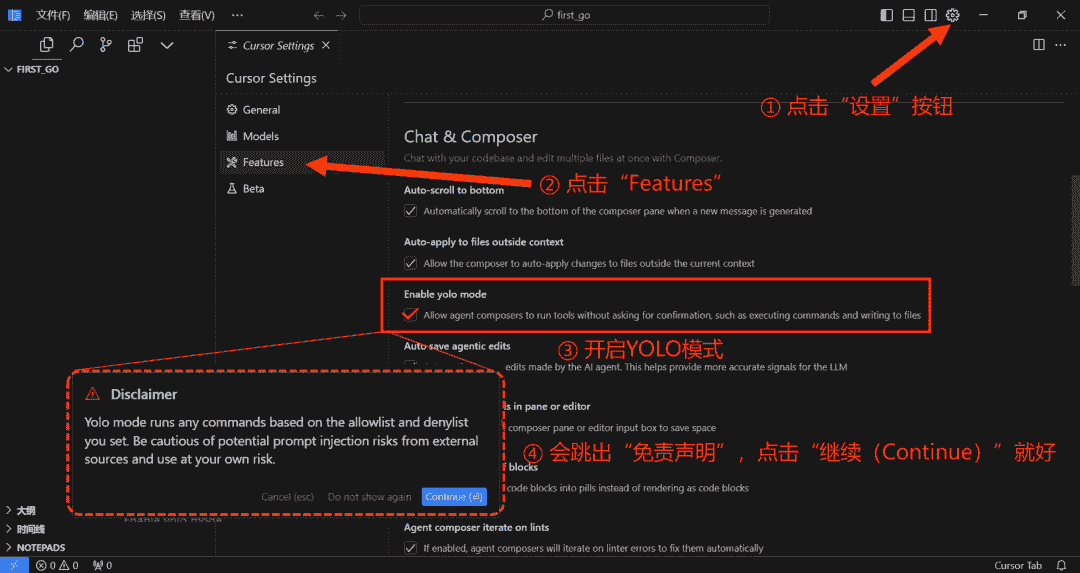 文件(F) 编辑(E) 选择(S) 查看(V) ··· first_go
Cursor Settings
FIRST_GO
Cursor Settings
① 点击“设置”按钮
General
Models
Features
Beta
② 点击“Features”
Chat & Composer
Chat with your codebase and edit multiple files at once with Composer.
Auto-scroll to bottom
Automatically scroll to the bottom of the composer pane when a new message is generated
Auto-apply to files outside context
Allow the composer to auto-apply changes to files outside the current context
Enable yolo mode
Allow agent composers to run tools without asking for confirmation, such as executing commands and writing to files
③ 开启YOLO模式
Auto save agentic edits
edits made by the AI agent. This helps provide more accurate signals for the LLM
in pane or editor
composer pane or editor input box to save space
④ 会跳出“免责声明”,点击“继续(Continue)”就好
blocks
code blocks into pills instead of rendering as code blocks
Agent composer iterate on lints
If enabled, agent composers will iterate on linter errors to fix them automatically
Disclaimer
Yolo mode runs any commands based on the allowlist and denylist
you set. Be cautious of potential prompt injection risks from external
sources and use at your own risk.
Cancel (esc) Do not show again Continue (⏎)
大纲
时间线
NOTEPADS
0 0 0
Cursor Tab